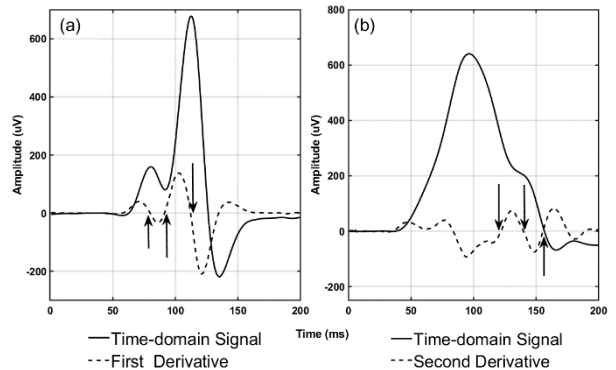 (a)
Amplitude (uV)
600
400
200
0
-200
0
50
100
150
200
(b)
Amplitude (uV)
800
600
400
200
0
-200
0
50
100
150
200
Time (ms)
Time-domain Signal
First Derivative
Time-domain Signal
Second Derivative